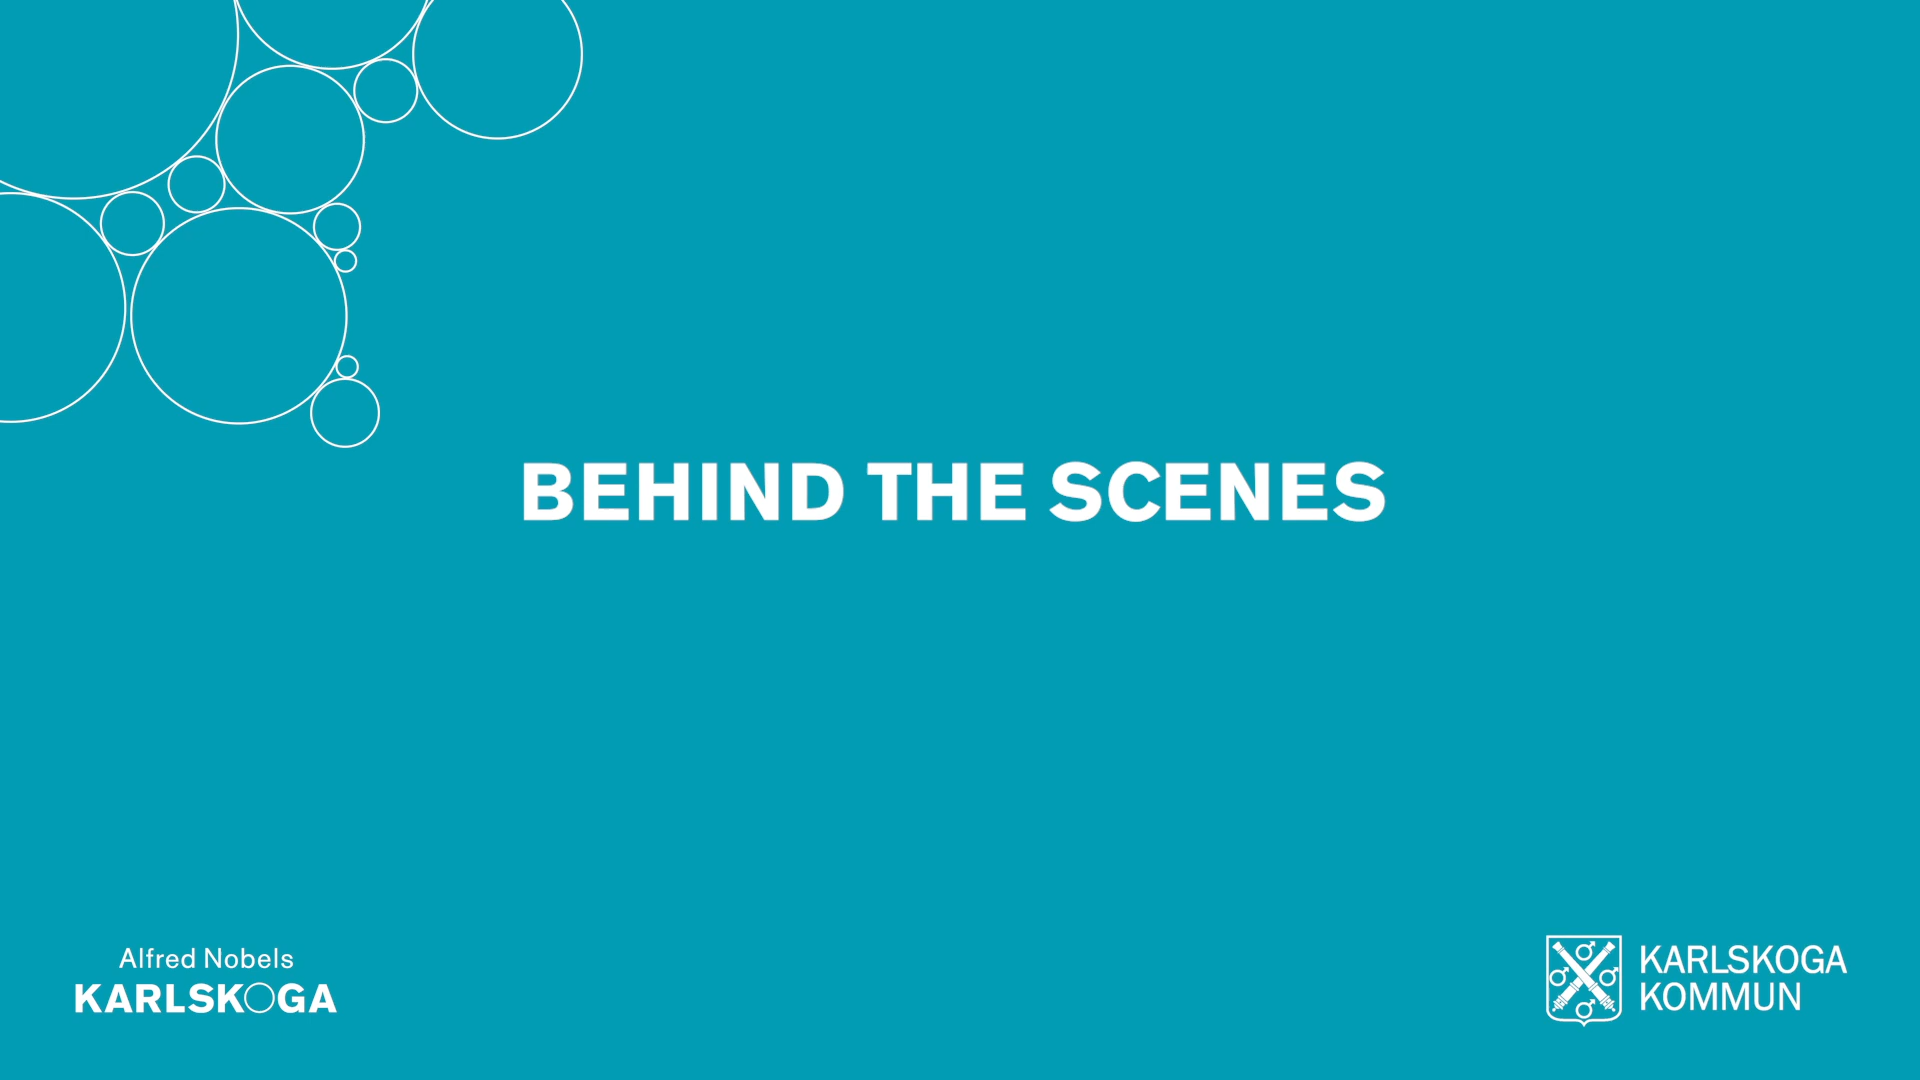 BEHIND THE SCENES
Alfred Nobels
KARLSKOGA
KARLSKOGA
KOMMUN